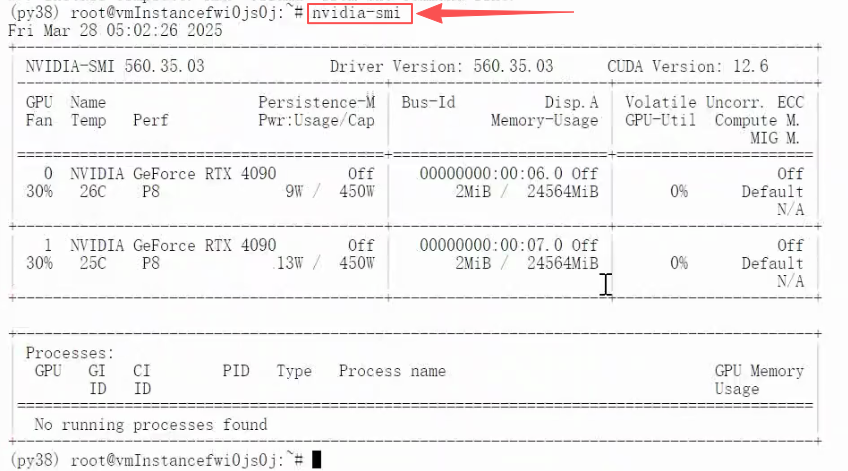 (py38) root@vmInstancefwi0js0j:~# nvidia-smi
Fri Mar 28 05:02:26 2025
NVIDIA-SMI 560.35.03 Driver Version: 560.35.03 CUDA Version: 12.6
GPU Name Persistence-M Bus-Id Disp.A Volatile Uncorr. ECC
Fan Temp Perf Pwr:Usage/Cap Memory-Usage GPU-Util Compute M.
MIG M.
0 NVIDIA GeForce RTX 4090 Off 00000000:00:06.0 Off Off
30% 26C P8 9W / 450W 2MiB / 24564MiB 0% Default
N/A
1 NVIDIA GeForce RTX 4090 Off 00000000:00:07.0 Off Off
30% 25C P8 13W / 450W 2MiB / 24564MiB 0% Default
N/A
Processes:
GPU GI CI PID Type Process name GPU Memory
ID ID Usage
No running processes found
(py38) root@vmInstancefwi0js0j:~#